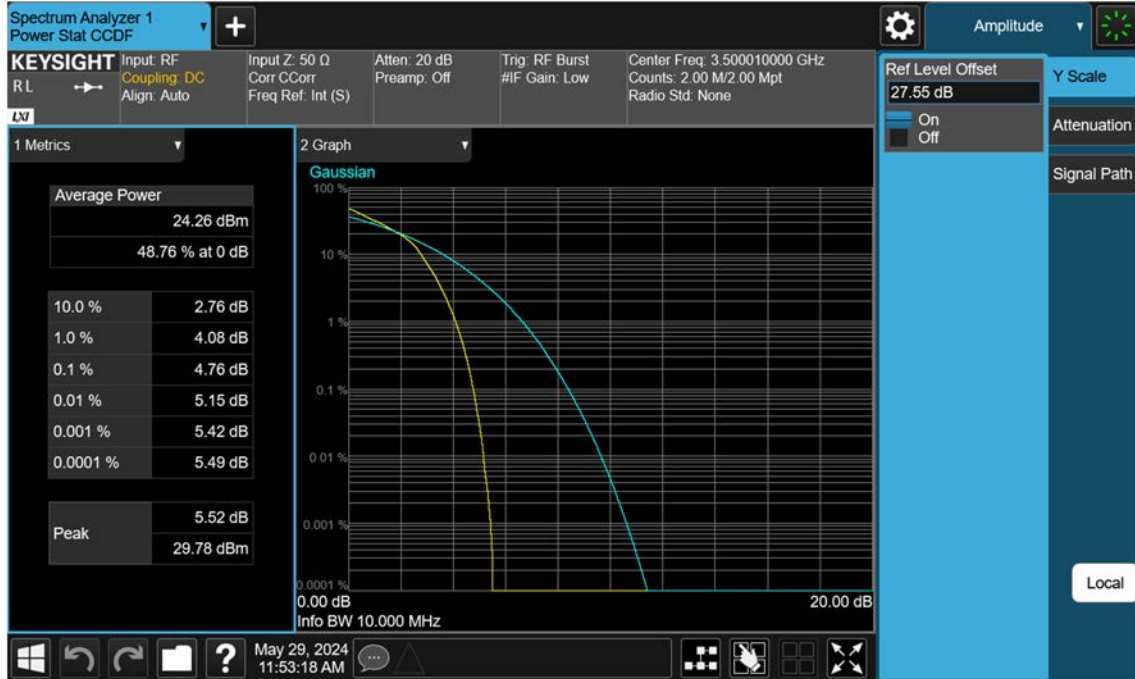 Spectrum Analyzer 1
Power Stat CCDF
Amplitude
KEYSIGHT
RL
LXI
Input: RF
Coupling: DC
Align: Auto
Input Z: 50 Ω
Corr CCorr
Freq Ref: Int (S)
Atten: 20 dB
Preamp: Off
Trig: RF Burst
#IF Gain: Low
Center Freq: 3.500010000 GHz
Counts: 2.00 M/2.00 Mpt
Radio Std: None
Ref Level Offset
27.55 dB
On
Off
Y Scale
Attenuation
Signal Path
1 Metrics
Average Power
24.26 dBm
48.76 % at 0 dB
10.0 % 2.76 dB
1.0 % 4.08 dB
0.1 % 4.76 dB
0.01 % 5.15 dB
0.001 % 5.42 dB
0.0001 % 5.49 dB
Peak
5.52 dB
29.78 dBm
2 Graph
Gaussian
100 %
10 %
1 %
0.1 %
0.01 %
0.001 %
0.0001 %
0.00 dB
20.00 dB
Info BW 10.000 MHz
Local
?
May 29, 2024
11:53:18 AM